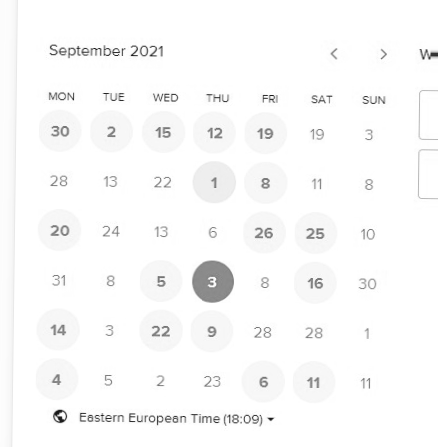 September 2021 < >
MON TUE WED THU FRI SAT SUN
30 2 15 12 19 19 3
28 13 22 1 8 11 8
20 24 13 6 26 25 10
31 8 5 3 8 16 30
14 3 22 9 28 28 1
4 5 2 23 6 11 11
Eastern European Time (18:09)